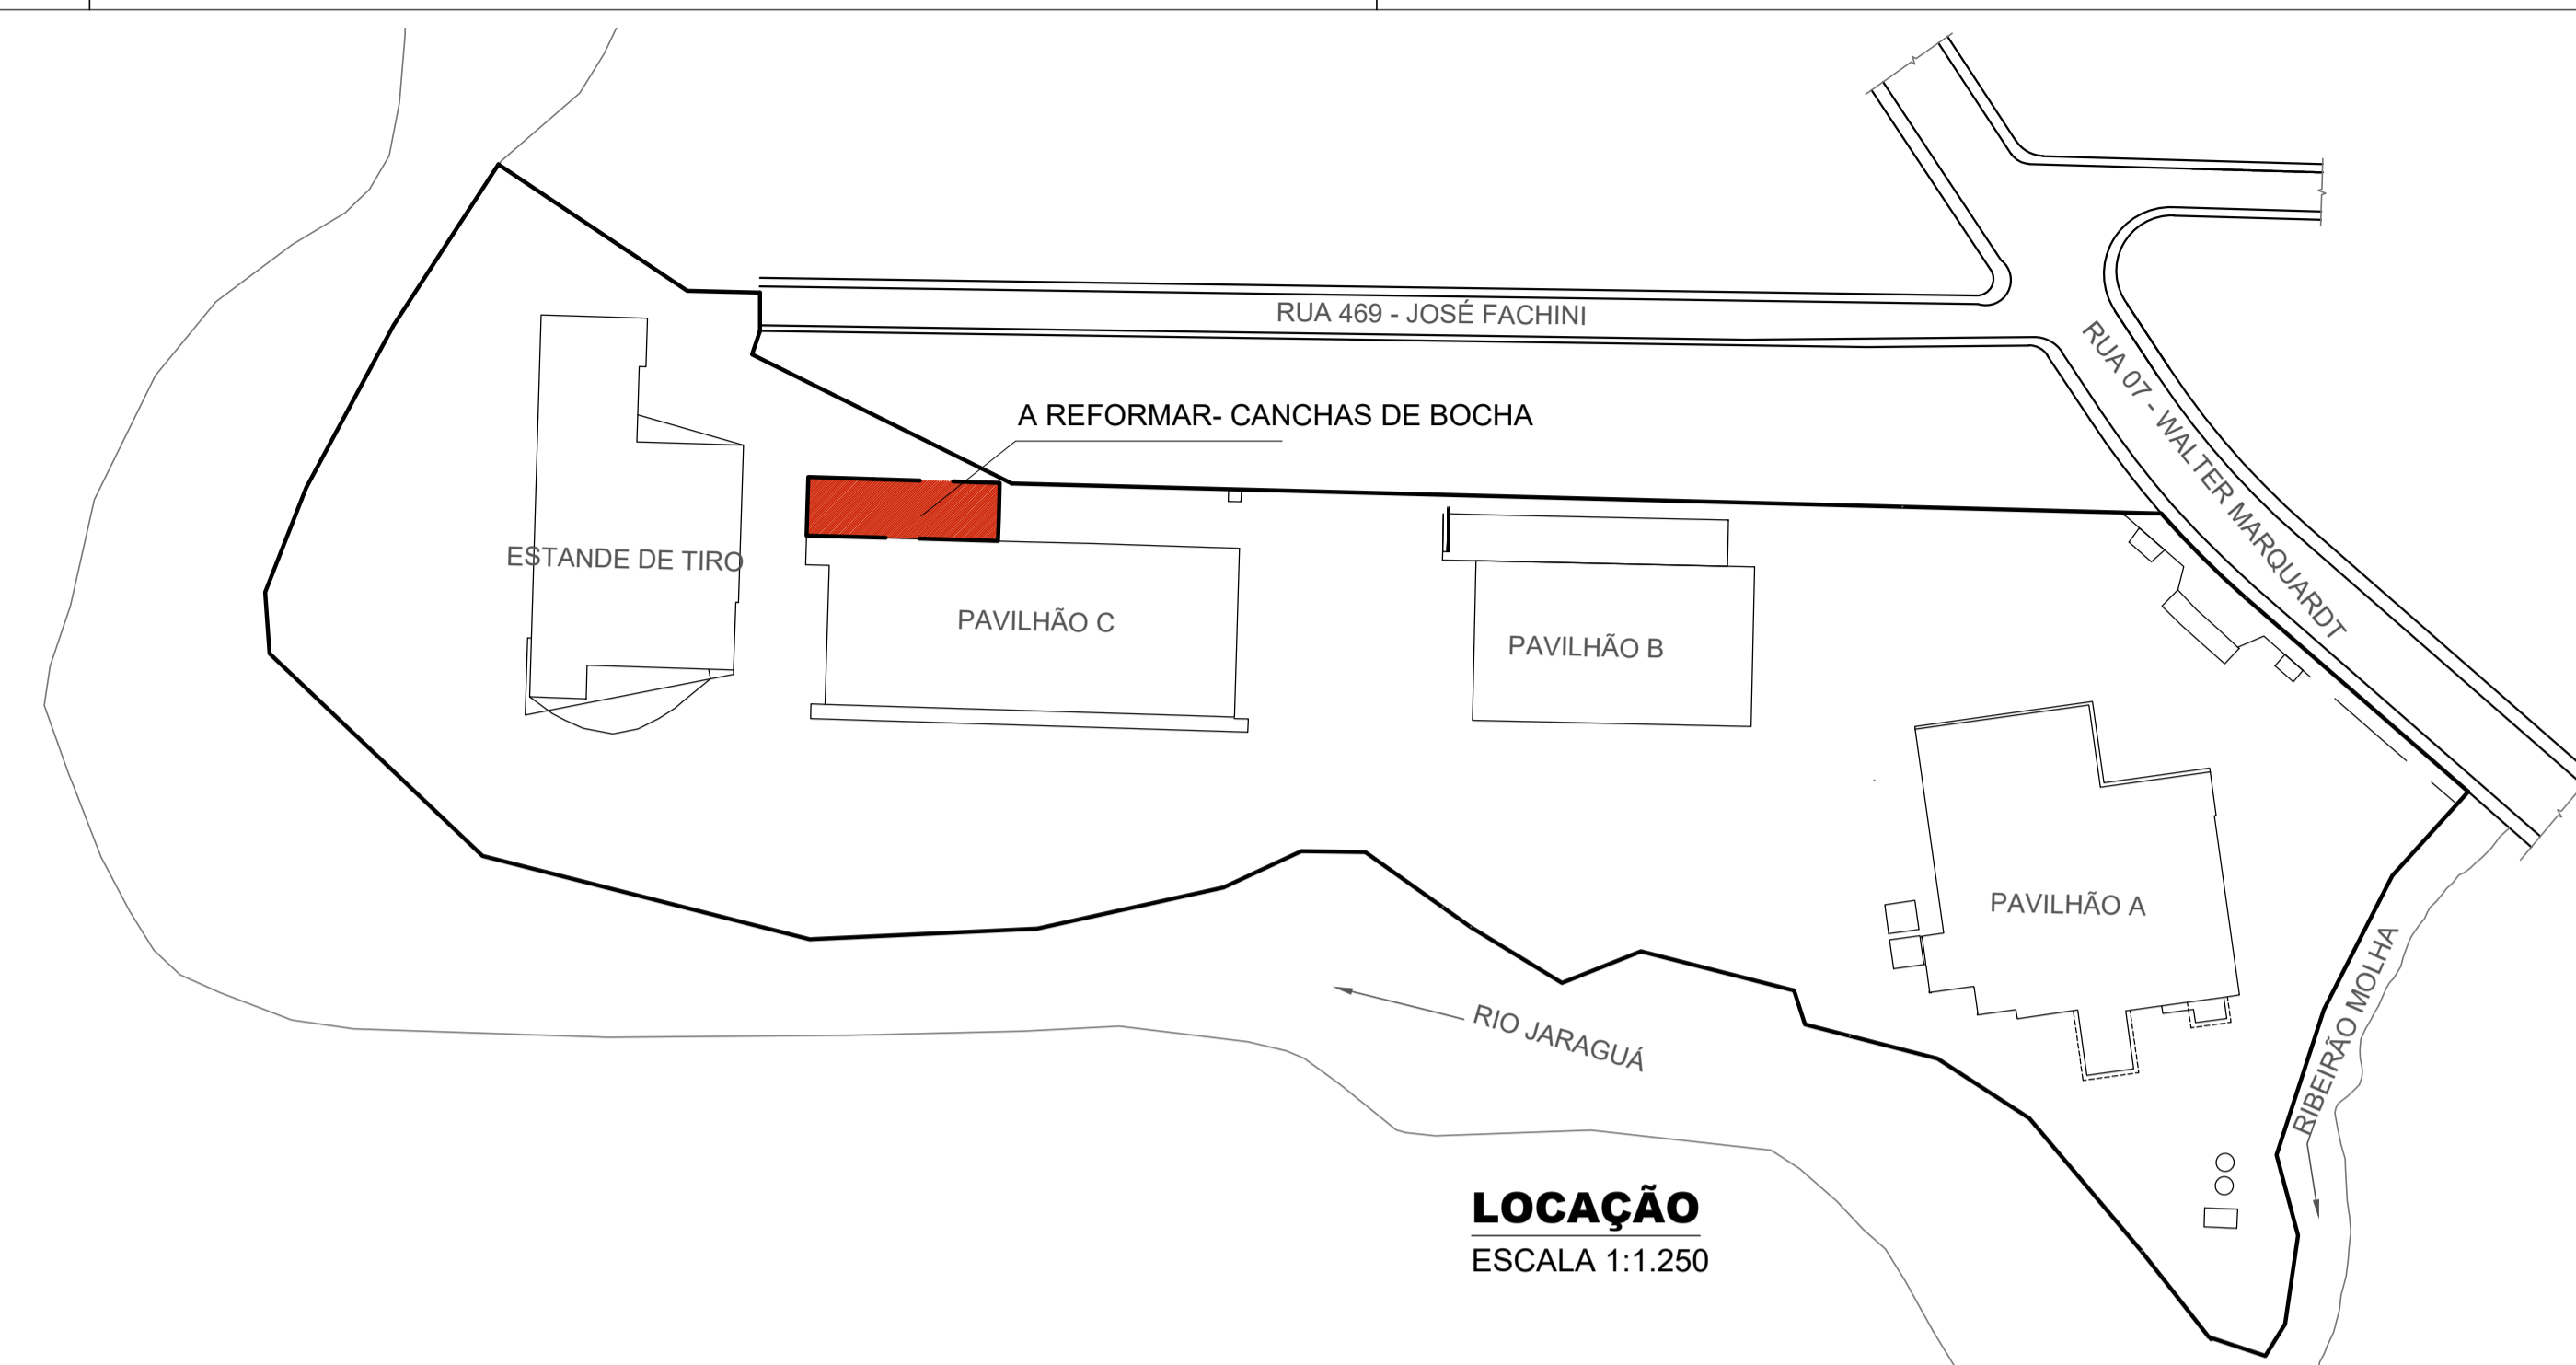 RUA 469 - JOSÉ FACHINI
RUA 07 - WALTER MARQUARDT
A REFORMAR- CANCHAS DE BOCHA
ESTANDE DE TIRO
PAVILHÃO C
PAVILHÃO B
PAVILHÃO A
RIO JARAGUÁ
RIBEIRÃO MOLHA
LOCAÇÃO
ESCALA 1:1.250